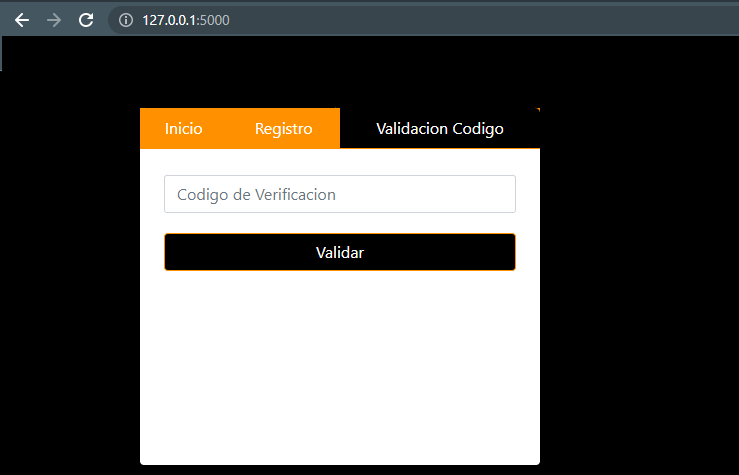 127.0.0.1:5000
Inicio Registro Validacion Codigo
Codigo de Verificacion
Validar